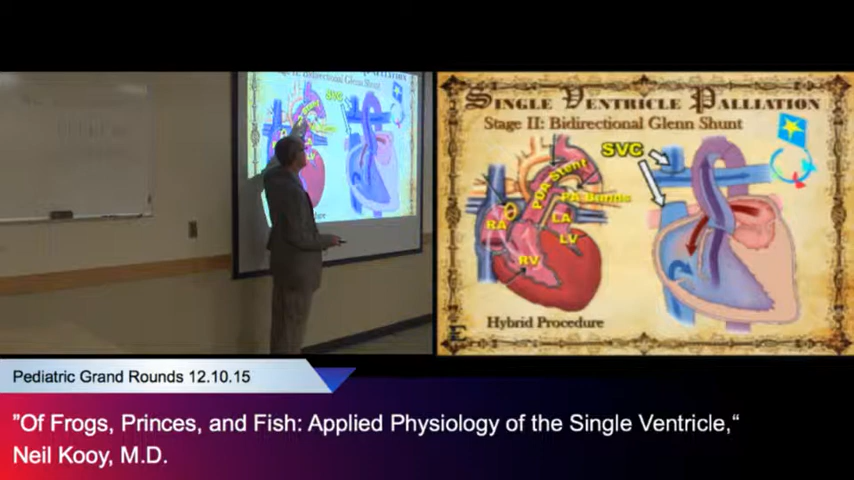 SINGLE VENTRICLE PALLIATION
Stage II: Bidirectional Glenn Shunt
SVC
PDA Stent
PA Bands
RA
LA
LV
RV
Hybrid Procedure
SVC
Pediatric Grand Rounds 12.10.15
"Of Frogs, Princes, and Fish: Applied Physiology of the Single Ventricle,“
Neil Kooy, M.D.